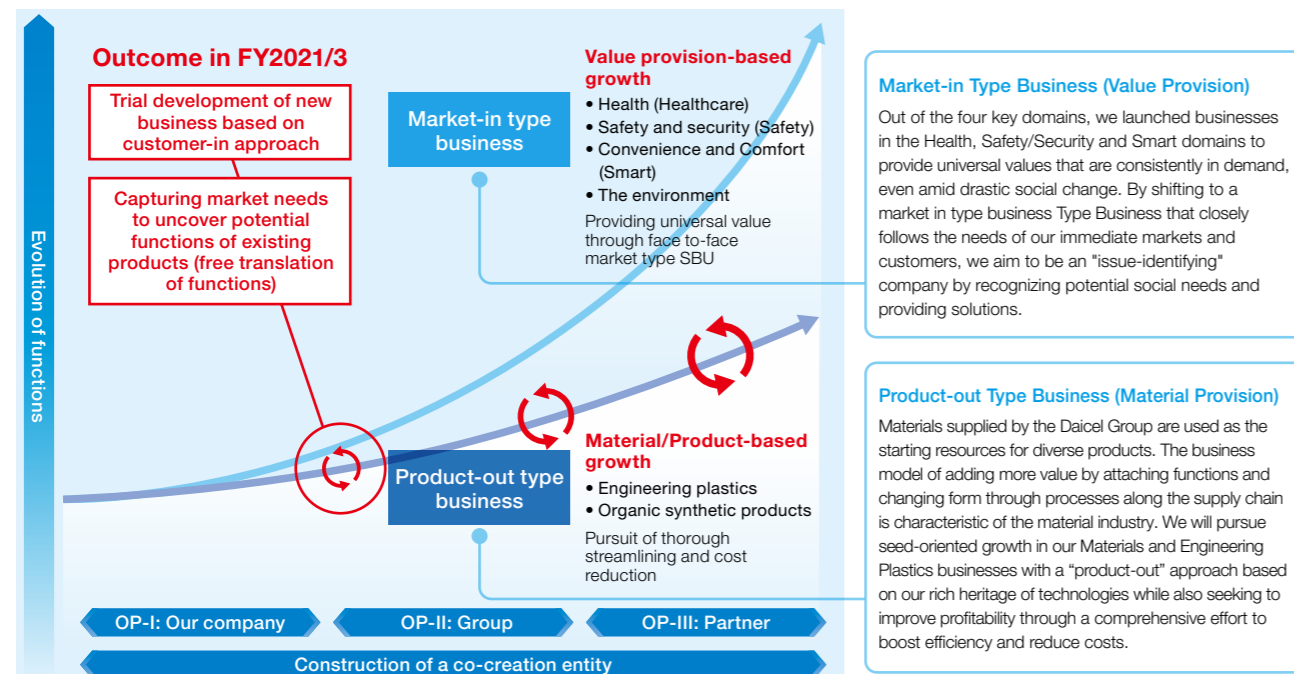 Outcome in FY2021/3
Trial development of new
business based on
customer-in approach
Capturing market needs
to uncover potential
functions of existing
products (free translation
of functions)
Evolution of functions
Market-in type
business
Value provision-based
growth
• Health (Healthcare)
• Safety and security (Safety)
• Convenience and Comfort
(Smart)
• The environment
Providing universal value
through face to-face
market type SBU
Product-out type
business
Material/Product-based
growth
• Engineering plastics
• Organic synthetic products
Pursuit of thorough
streamlining and cost
reduction
OP-I: Our company
OP-II: Group
OP-III: Partner
Construction of a co-creation entity
Market-in Type Business (Value Provision)
Out of the four key domains, we launched businesses
in the Health, Safety/Security and Smart domains to
provide universal values that are consistently in demand,
even amid drastic social change. By shifting to a
market in type business Type Business that closely
follows the needs of our immediate markets and
customers, we aim to be an "issue-identifying"
company by recognizing potential social needs and
providing solutions.
Product-out Type Business (Material Provision)
Materials supplied by the Daicel Group are used as the
starting resources for diverse products. The business
model of adding more value by attaching functions and
changing form through processes along the supply chain
is characteristic of the material industry. We will pursue
seed-oriented growth in our Materials and Engineering
Plastics businesses with a “product-out” approach based
on our rich heritage of technologies while also seeking to
improve profitability through a comprehensive effort to
boost efficiency and reduce costs.